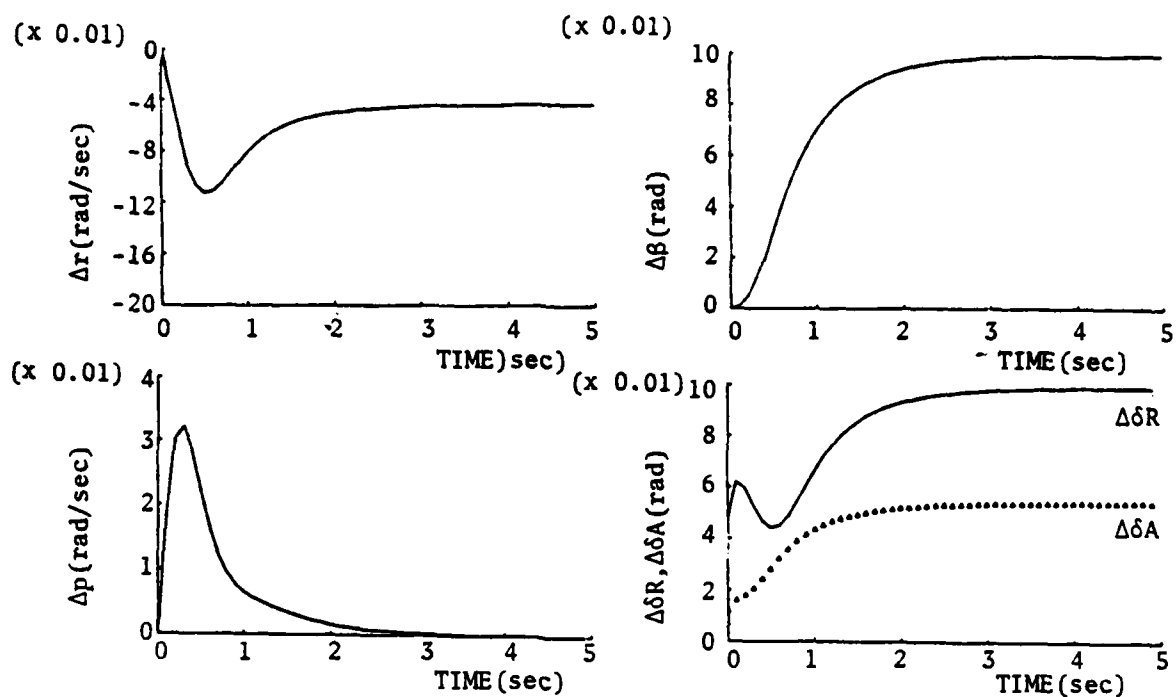 (x 0.01)
0
-4
-8
-12
-16
-20
Δr(rad/sec)
0 1 2 3 4 5
TIME)sec)
(x 0.01)
10
8
6
4
2
0
Δβ(rad)
0 1 2 3 4 5
TIME(sec)
(x 0.01)
4
3
2
1
0
Δp(rad/sec)
0 1 2 3 4 5
TIME(sec)
(x 0.01)
10
8
6
4
2
0
ΔδR,ΔδA(rad)
ΔδR
ΔδA
0 1 2 3 4 5
TIME(sec)